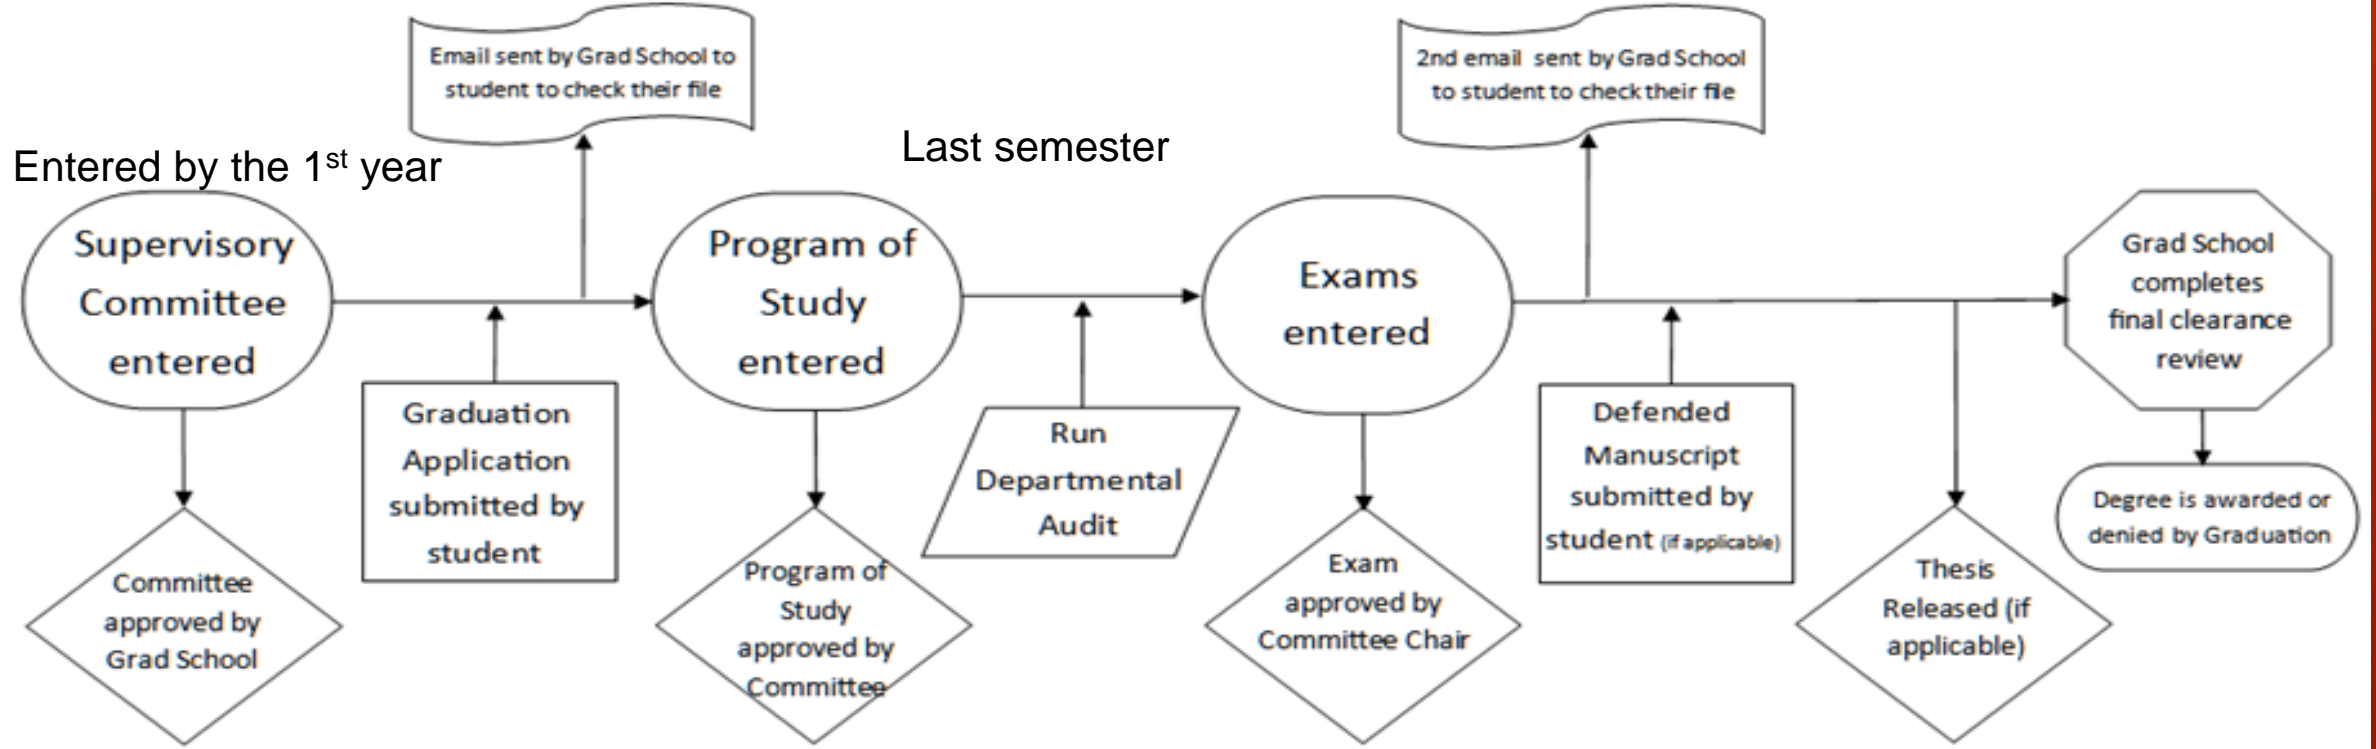 Email sent by Grad School to
student to check their file
2nd email sent by Grad School
to student to check their file
Entered by the 1st year
Last semester
Supervisory
Committee
entered
Program of
Study
entered
Exams
entered
Grad School
completes
final clearance
review
Graduation
Application
submitted by
student
Run
Departmental
Audit
Defended
Manuscript
submitted by
student (if applicable)
Degree is awarded or
denied by Graduation
Committee
approved by
Grad School
Program of
Study
approved by
Committee
Exam
approved by
Committee Chair
Thesis
Released (if
applicable)